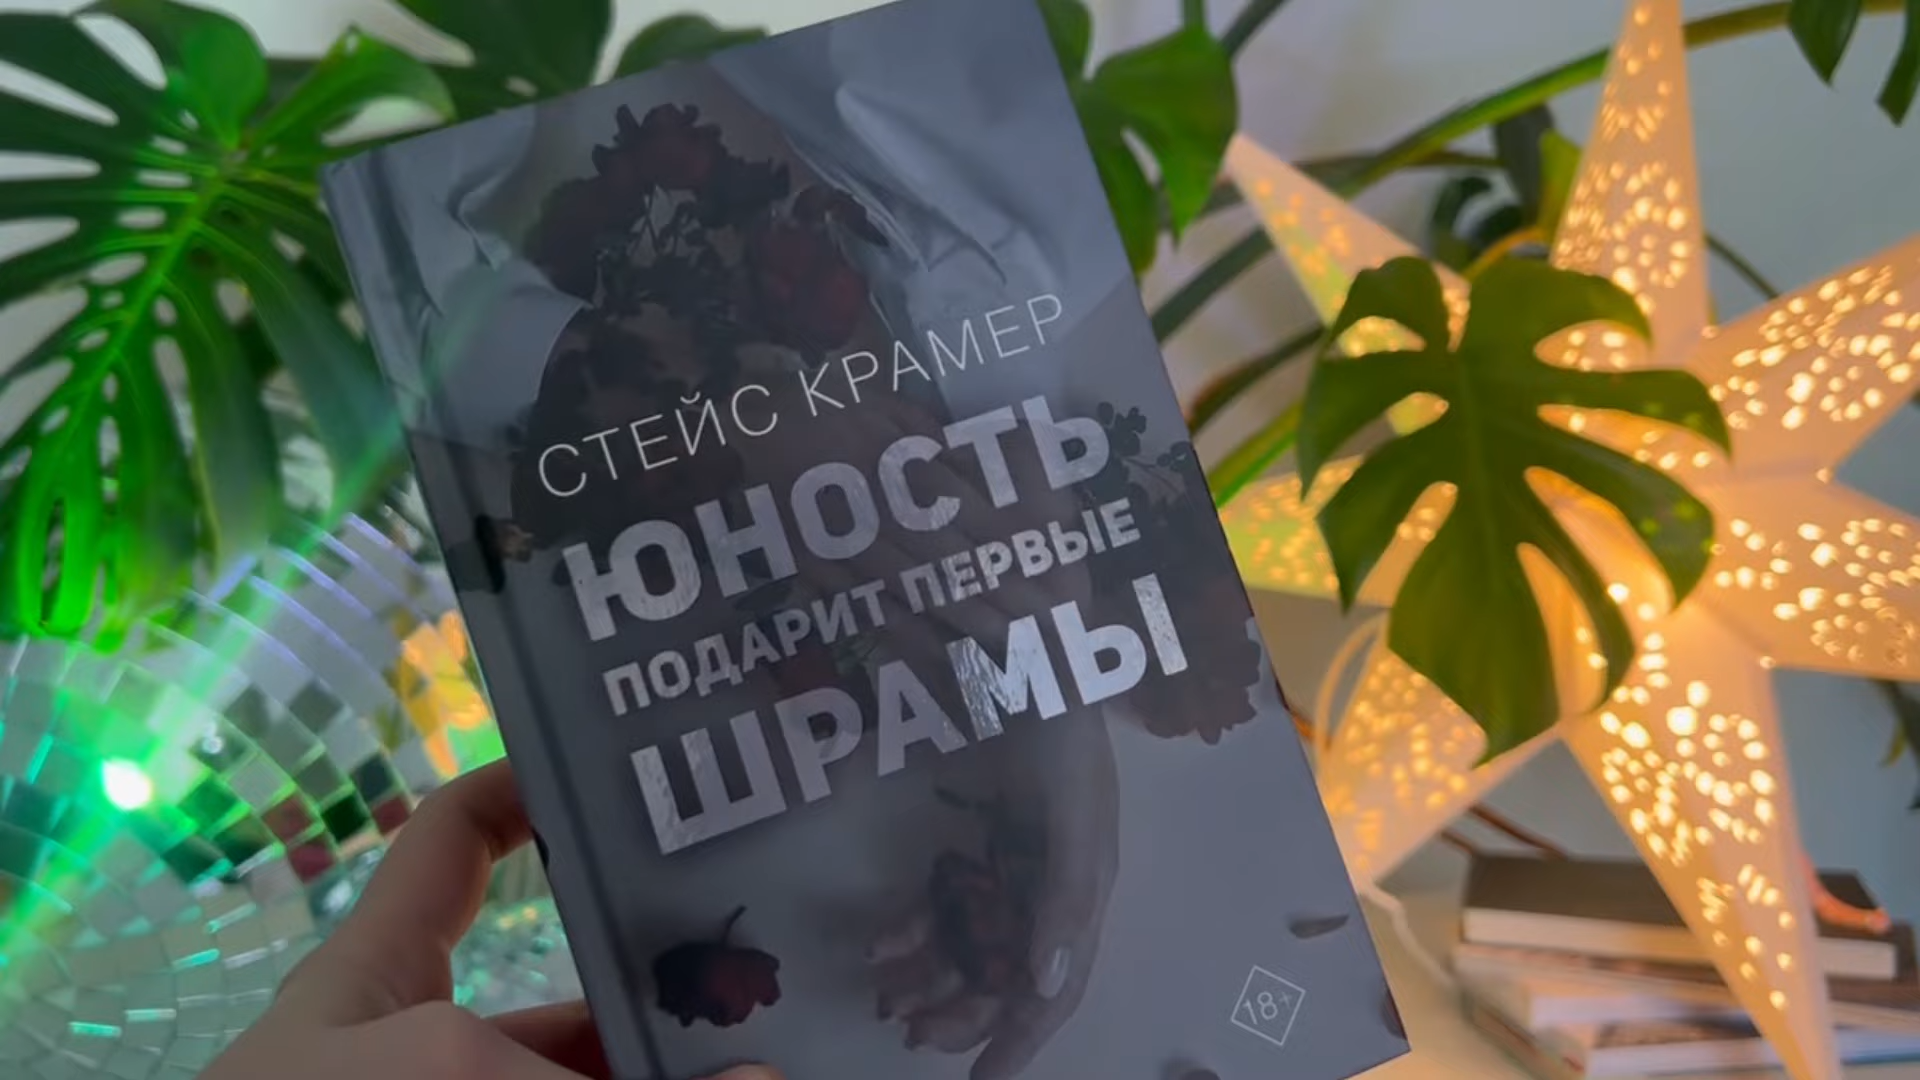 СТЕЙС КРАМЕР
ЮНОСТЬ
ПОДАРИТ ПЕРВЫЕ
ШРАМЫ
18+